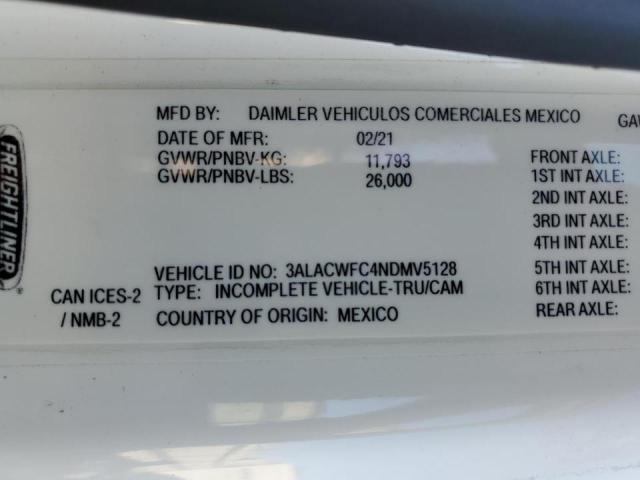 MFD BY: DAIMLER VEHICULOS COMERCIALES MEXICO
DATE OF MFR: 02/21
GVWR/PNBV-KG: 11,793
GVWR/PNBV-LBS: 26,000
GAW
FRONT AXLE:
1ST INT AXLE:
2ND INT AXLE:
3RD INT AXLE:
4TH INT AXLE:
5TH INT AXLE:
6TH INT AXLE:
REAR AXLE:
FREIGHTLINER
VEHICLE ID NO: 3ALACWFC4NDMV5128
TYPE: INCOMPLETE VEHICLE-TRU/CAM
COUNTRY OF ORIGIN: MEXICO
CAN ICES-2
/ NMB-2